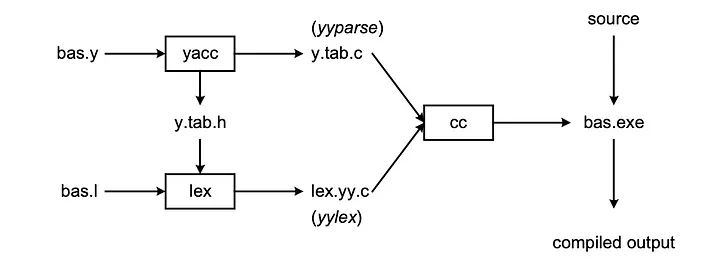 source
(yyparse)
bas.y
yacc
y.tab.c
y.tab.h
cc
bas.exe
bas.l
lex
lex.yy.c
(yylex)
compiled output